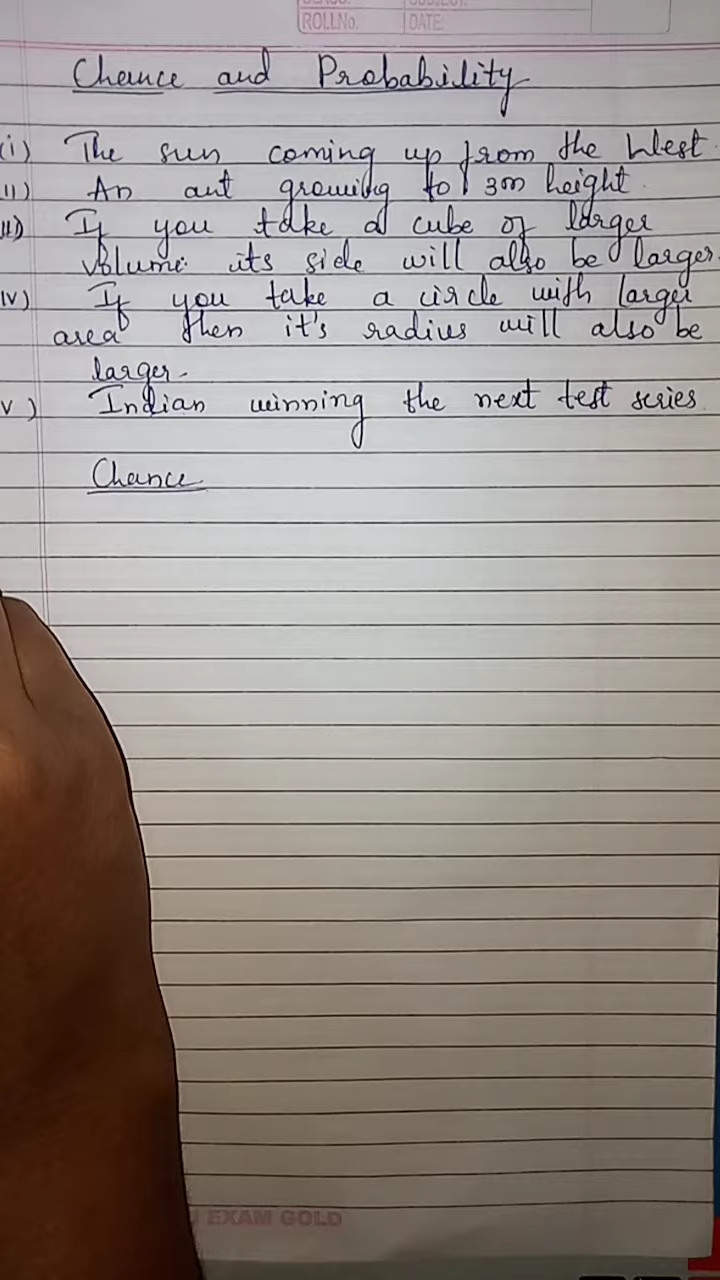 ROLLNo. DATE
Chance and Probability
(i) The sun coming up from the West.
(II) An ant growing to 3m height.
(III) If you take a cube of larger
volume its side will also be larger.
(IV) If you take a circle with larger
area then it's radius will also be
larger.
V) Indian winning the next test series.
Chance
EXAM GOLD